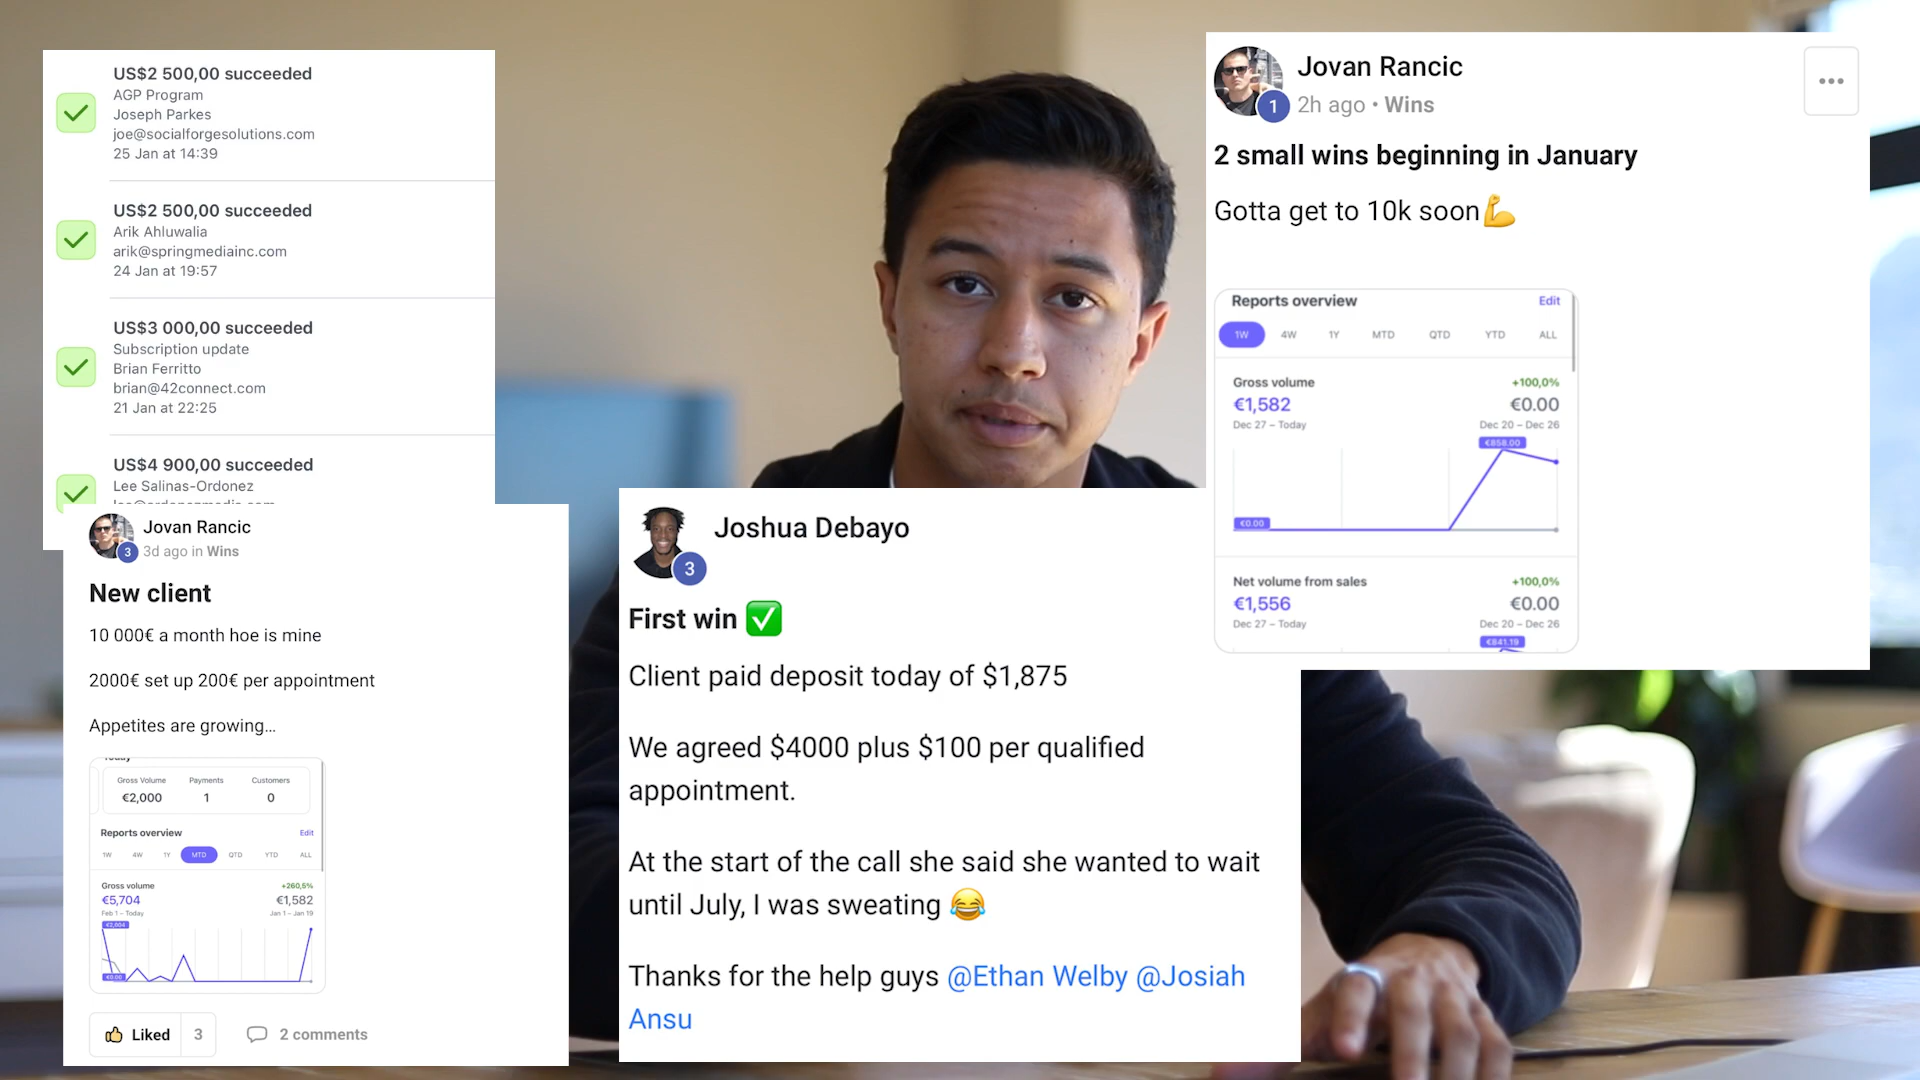 US$2 500,00 succeeded
AGP Program
Joseph Parkes
joe@socialforgesolutions.com
25 Jan at 14:39
US$2 500,00 succeeded
Arik Ahluwalia
arik@springmediainc.com
24 Jan at 19:57
US$3 000,00 succeeded
Subscription update
Brian Ferritto
brian@42connect.com
21 Jan at 22:25
US$4 900,00 succeeded
Lee Salinas-Ordonez
Jovan Rancic
3
3d ago in Wins
New client
10 000€ a month hoe is mine
2000€ set up 200€ per appointment
Appetites are growing...
Today
Gross Volume Payments Customers
€2,000 1 0
Reports overview Edit
1W 4W 1Y MTD QTD YTD ALL
Gross volume +260,5%
€5,704 €1,582
Feb 1 – Today Jan 1 – Jan 19
€2,004
€0.00
👍 Liked 3 2 comments
Joshua Debayo
3
First win ✅
Client paid deposit today of $1,875
We agreed $4000 plus $100 per qualified
appointment.
At the start of the call she said she wanted to wait
until July, I was sweating 😂
Thanks for the help guys @Ethan Welby @Josiah
Ansu
Jovan Rancic
1
2h ago • Wins
2 small wins beginning in January
Gotta get to 10k soon💪
Reports overview Edit
1W 4W 1Y MTD QTD YTD ALL
Gross volume +100,0%
€1,582 €0.00
Dec 27 – Today Dec 20 – Dec 26
€858.00
€0.00
Net volume from sales +100,0%
€1,556 €0.00
Dec 27 – Today Dec 20 – Dec 26
€841.19